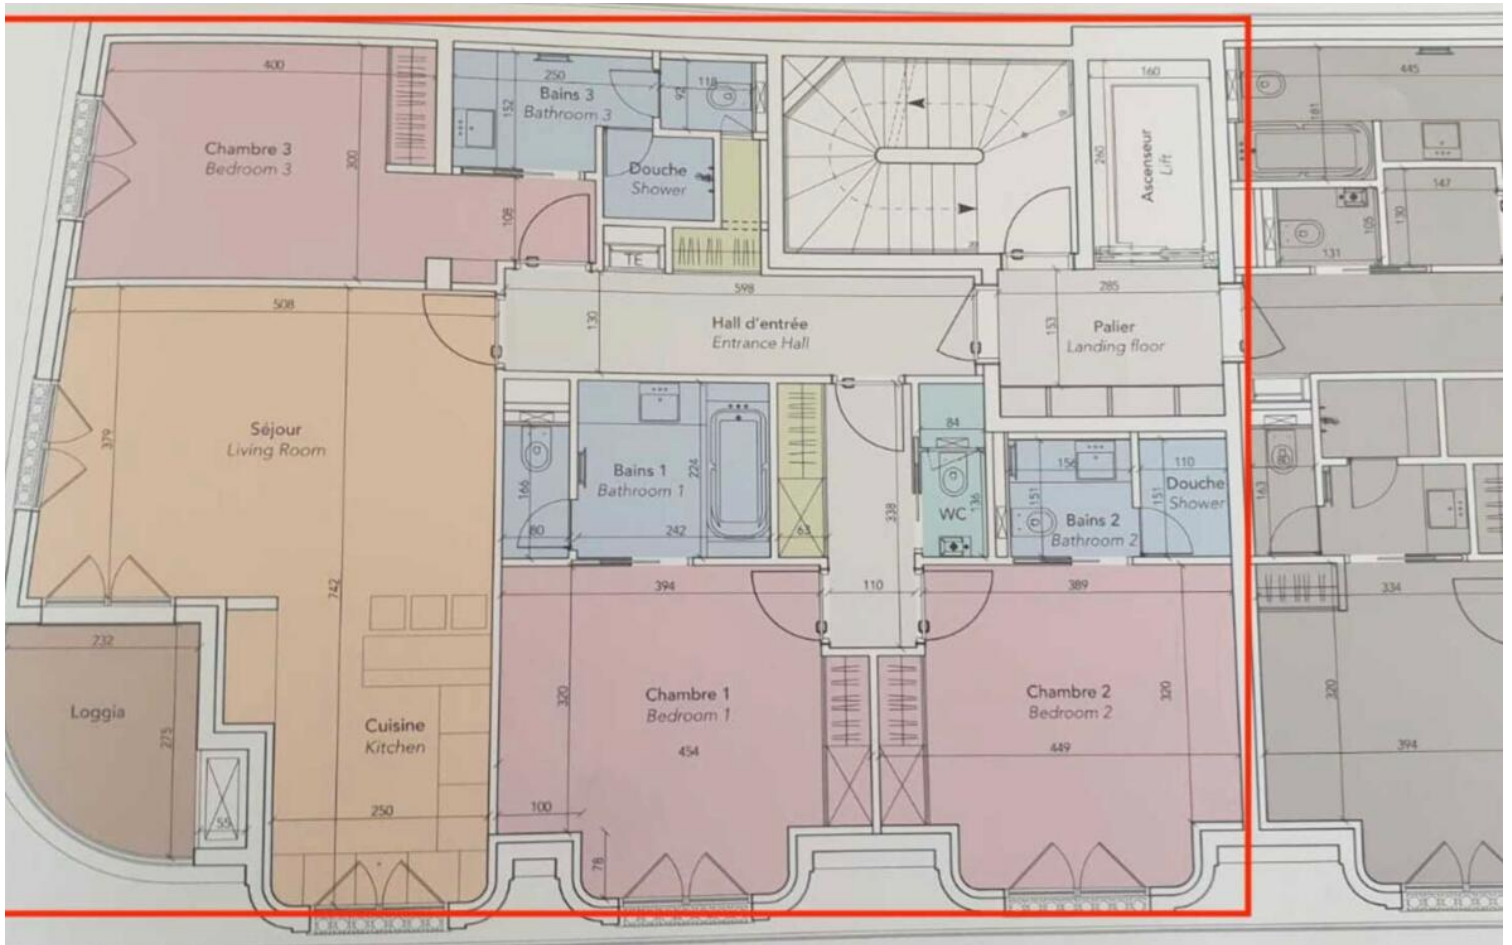 400
300
Chambre 3
Bedroom 3
250
152
Bains 3
Bathroom 3
118
92
Douche
Shower
108
TE
160
260
Ascenseur
Lift
445
181
147
130
105
131
508
598
130
Hall d'entrée
Entrance Hall
285
153
Palier
Landing floor
379
Séjour
Living Room
742
166
80
Bains 1
Bathroom 1
224
242
63
338
84
136
WC
156
151
Bains 2
Bathroom 2
110
151
Douche
Shower
163
80
232
Loggia
275
55
Cuisine
Kitchen
250
394
320
Chambre 1
Bedroom 1
454
100
78
110
389
320
Chambre 2
Bedroom 2
449
334
320
394